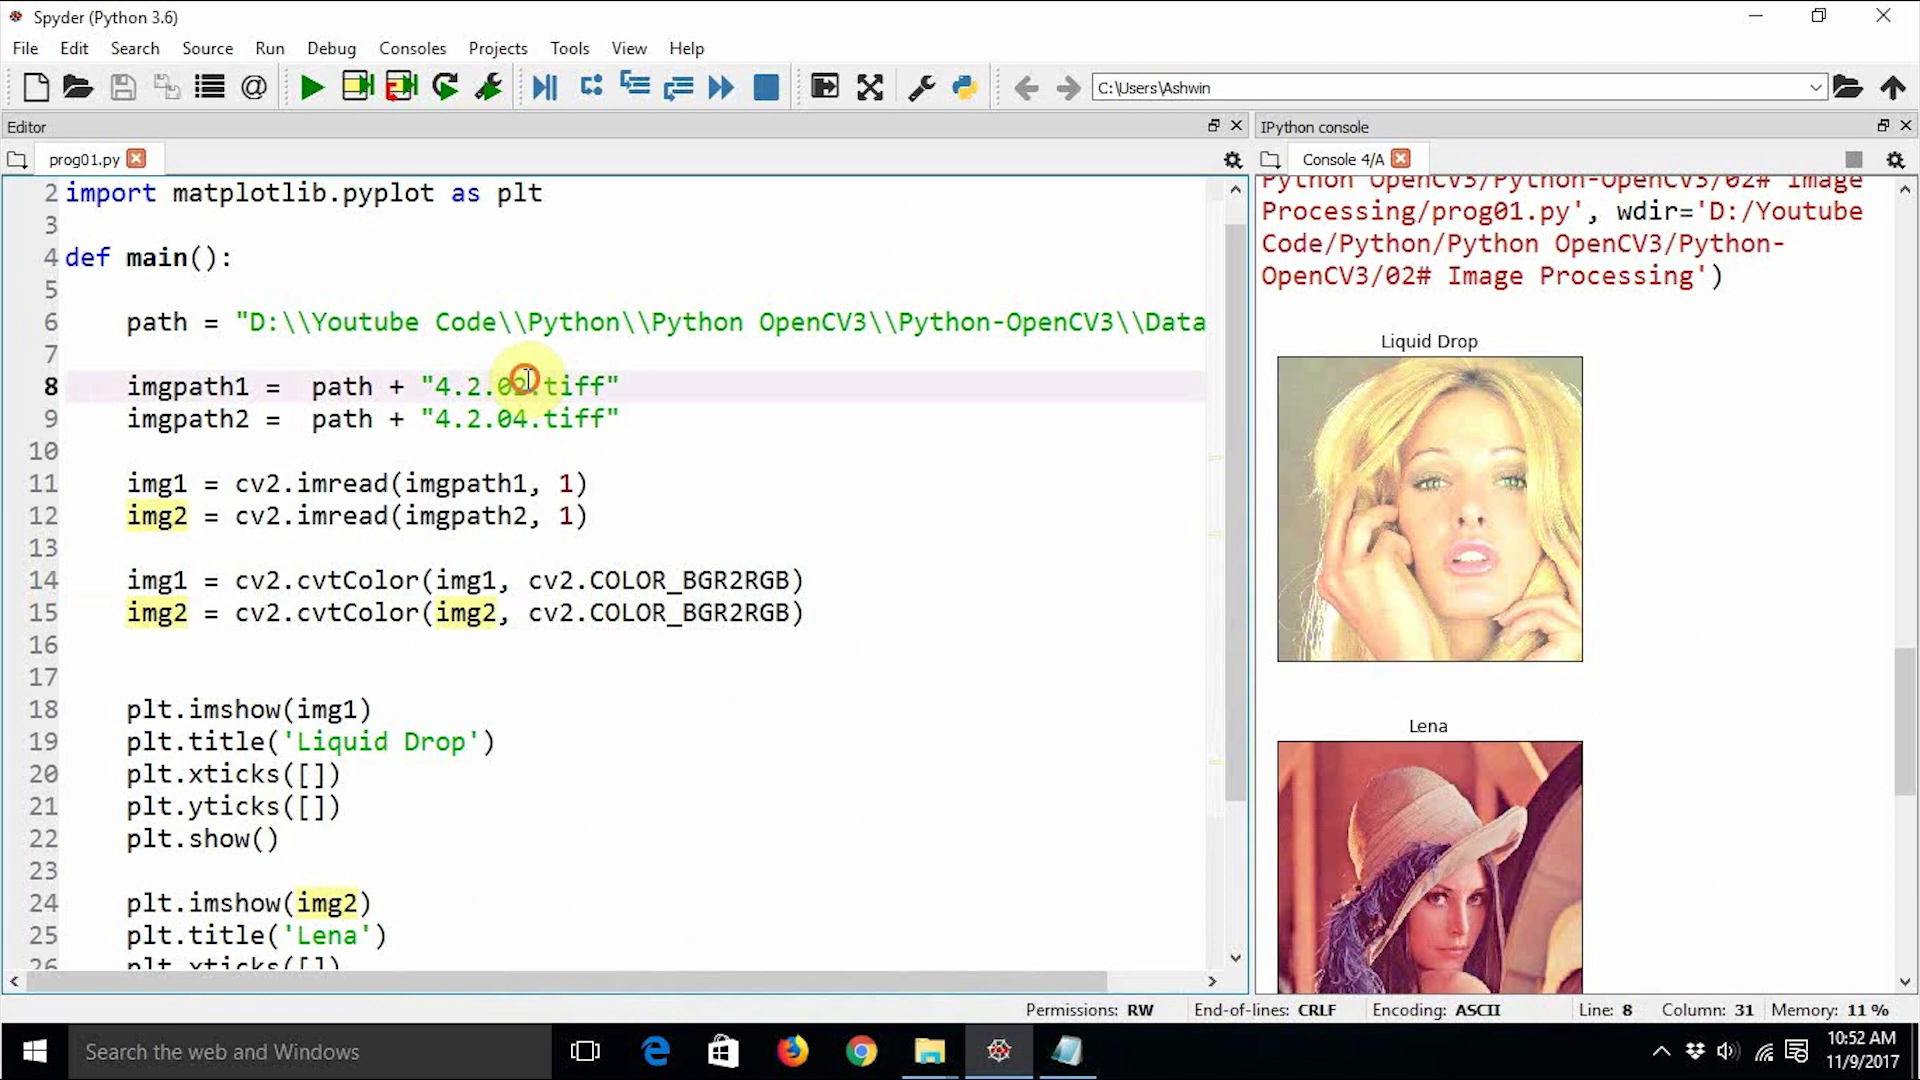 Spyder (Python 3.6)
File Edit Search Source Run Debug Consoles Projects Tools View Help
C:\Users\Ashwin
Editor
prog01.py
2 import matplotlib.pyplot as plt
3
4 def main():
5
6 path = "D:\\Youtube Code\\Python\\Python OpenCV3\\Python-OpenCV3\\Data
7
8 imgpath1 =  path + "4.2.02.tiff"
9 imgpath2 =  path + "4.2.04.tiff"
10
11 img1 = cv2.imread(imgpath1, 1)
12 img2 = cv2.imread(imgpath2, 1)
13
14 img1 = cv2.cvtColor(img1, cv2.COLOR_BGR2RGB)
15 img2 = cv2.cvtColor(img2, cv2.COLOR_BGR2RGB)
16
17
18 plt.imshow(img1)
19 plt.title('Liquid Drop')
20 plt.xticks([])
21 plt.yticks([])
22 plt.show()
23
24 plt.imshow(img2)
25 plt.title('Lena')
26 plt.xticks([])
IPython console
Console 4/A
Python OpenCV3/Python-OpenCV3/02# Image
Processing/prog01.py', wdir='D:/Youtube
Code/Python/Python OpenCV3/Python-
OpenCV3/02# Image Processing')
Liquid Drop
Lena
Permissions: RW End-of-lines: CRLF Encoding: ASCII Line: 8 Column: 31 Memory: 11 %
Search the web and Windows
10:52 AM
11/9/2017